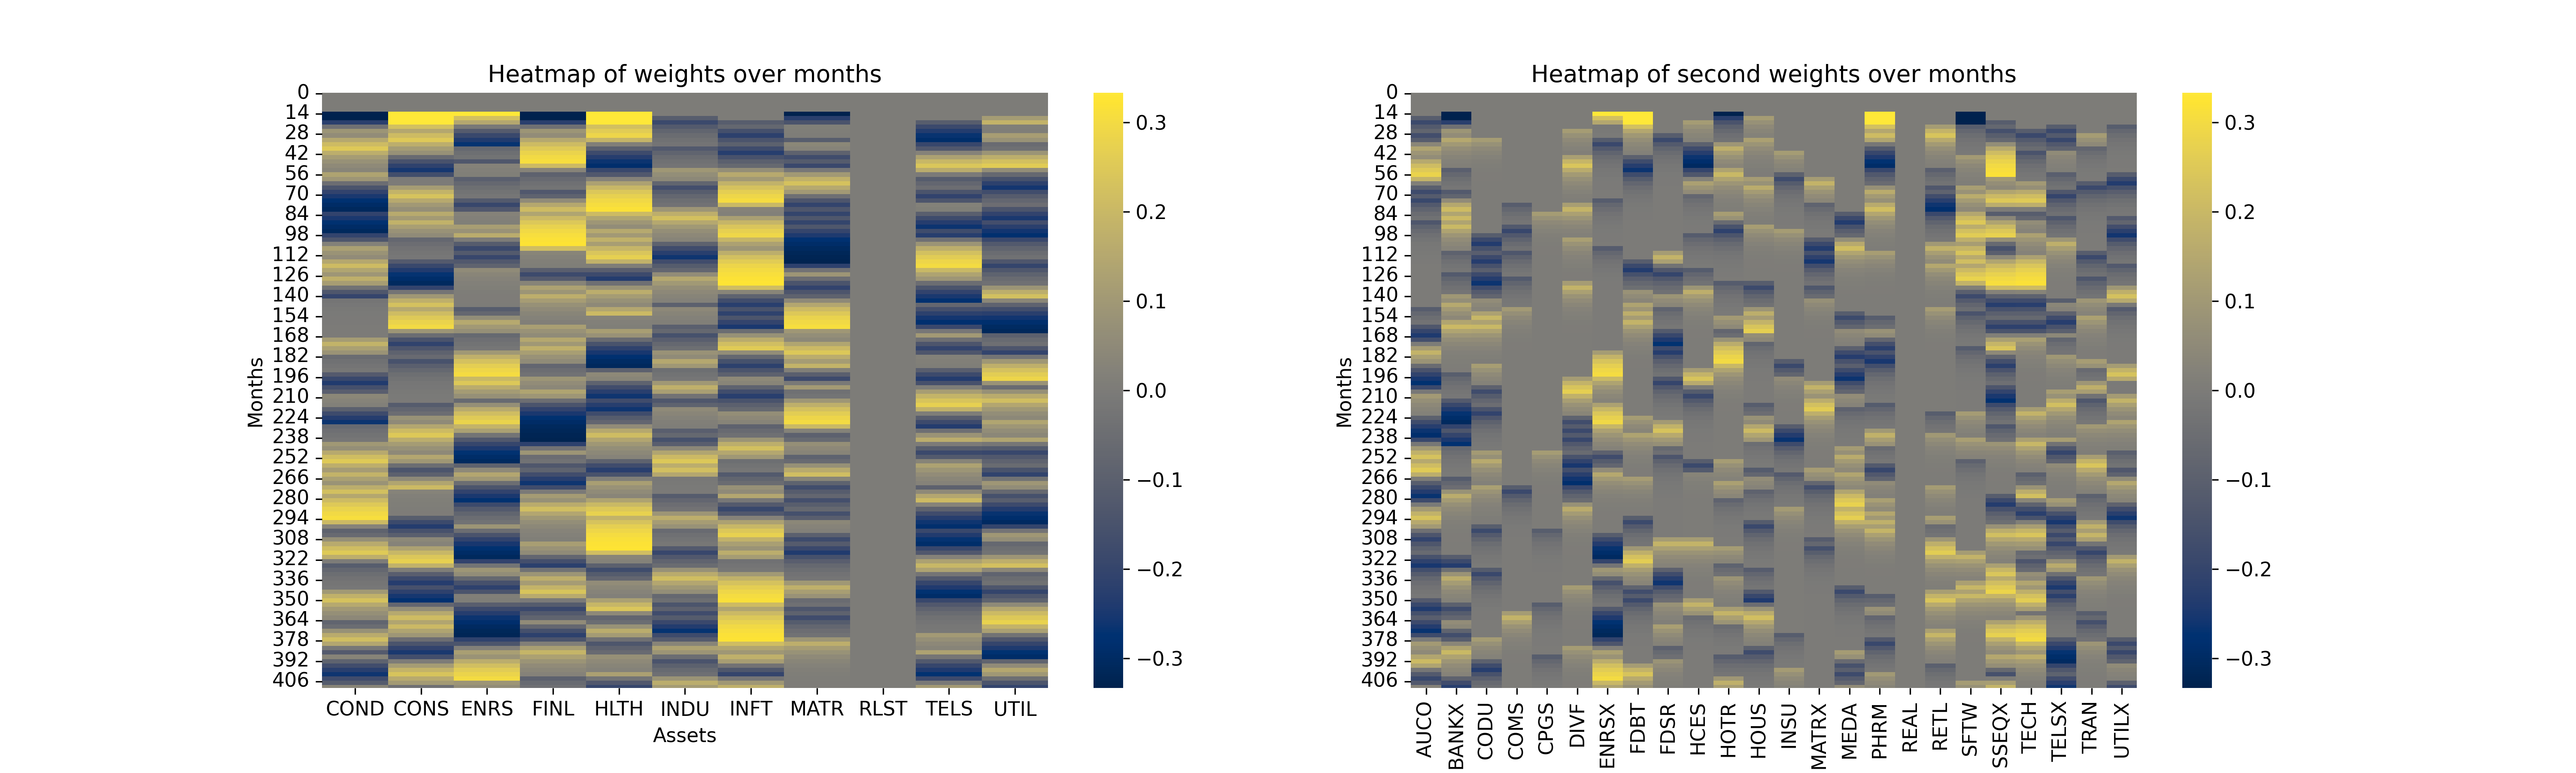 Heatmap of weights over months
0
14
28
42
56
70
84
98
112
126
140
154
168
182
196
210
224
238
252
266
280
294
308
322
336
350
364
378
392
406
Months
COND CONS ENRS FINL HLTH INDU INFT MATR RLST TELS UTIL
Assets
0.3
0.2
0.1
0.0
−0.1
−0.2
−0.3
Heatmap of second weights over months
0
14
28
42
56
70
84
98
112
126
140
154
168
182
196
210
224
238
252
266
280
294
308
322
336
350
364
378
392
406
Months
AUCO
BANKX
CODU
COMS
CPGS
DIVF
ENRSX
FDBT
FDSR
HCES
HOTR
HOUS
INSU
MATRX
MEDA
PHRM
REAL
RETL
SFTW
SSEQX
TECH
TELSX
TRAN
UTILX
0.3
0.2
0.1
0.0
−0.1
−0.2
−0.3